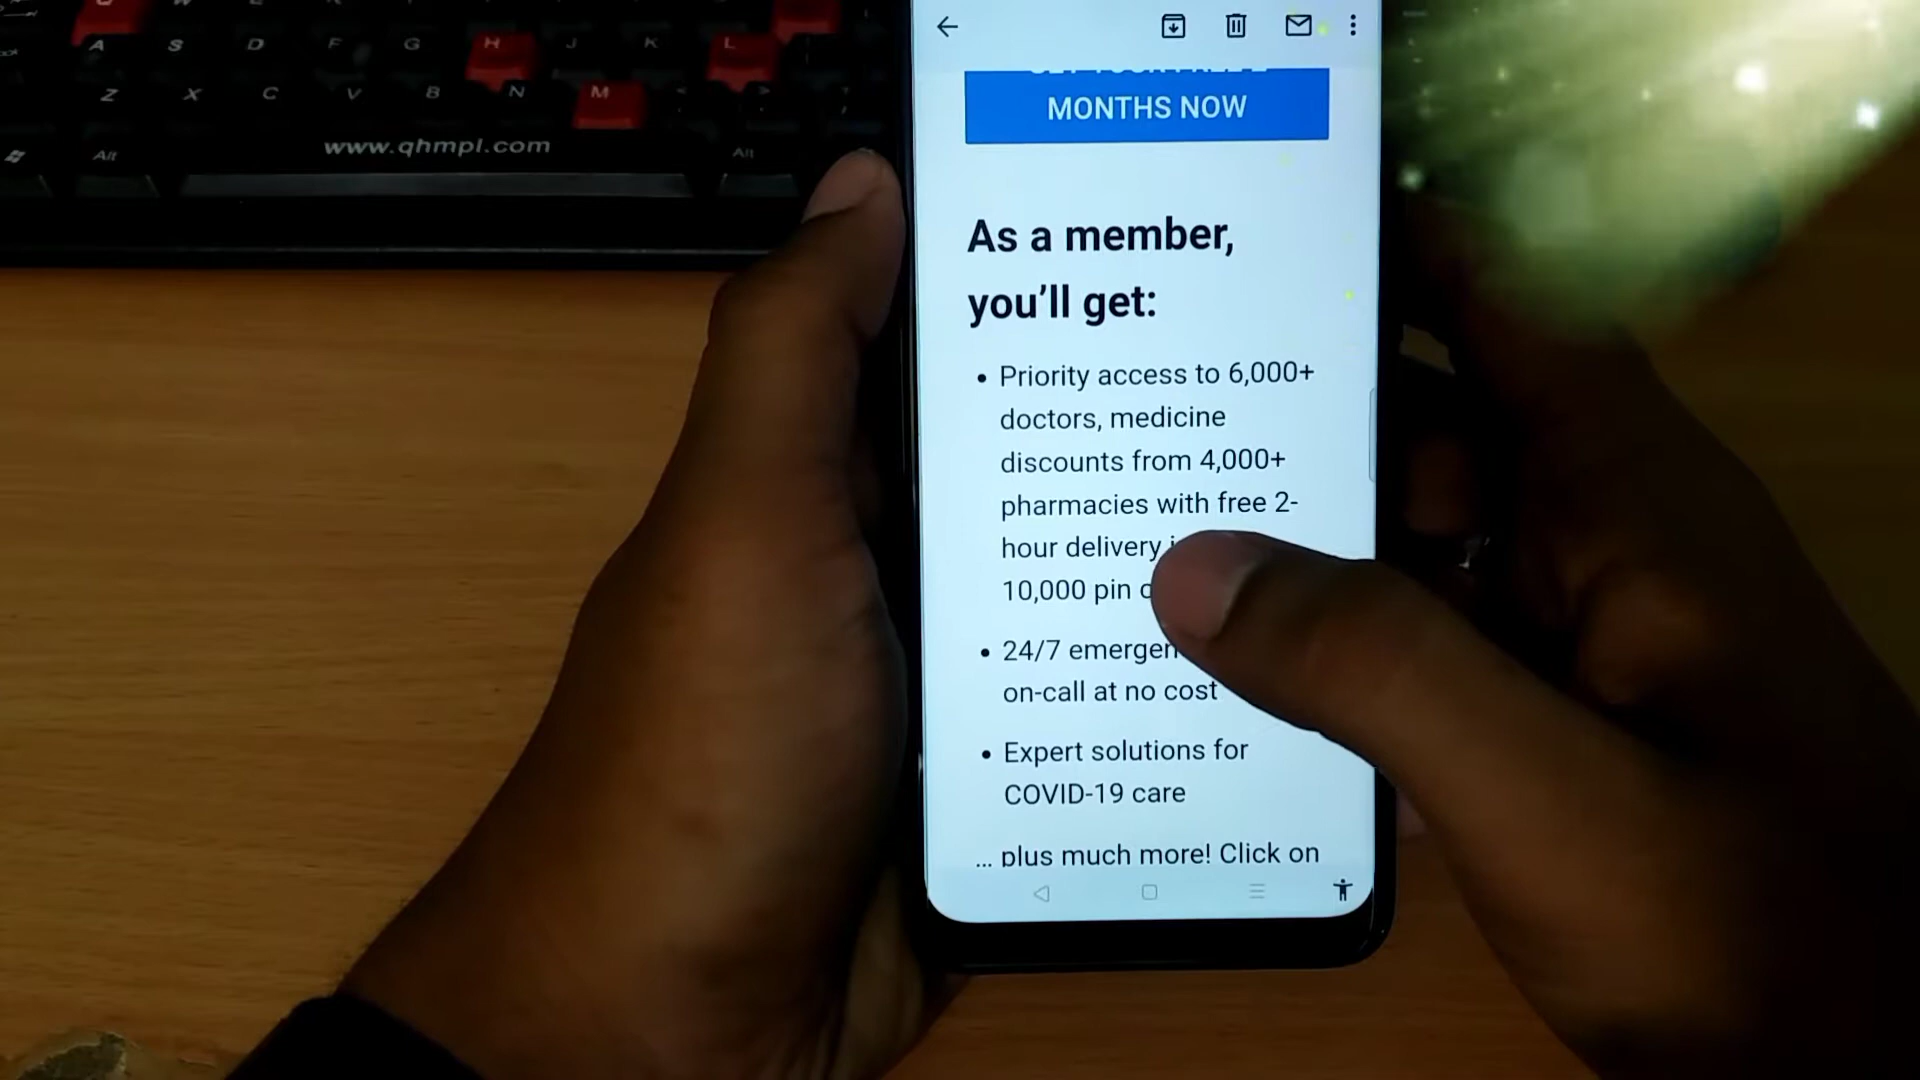 A S D F G H J K L
Z X C V B N M
Alt www.qhmpl.com Alt
MONTHS NOW
As a member,
you'll get:
• Priority access to 6,000+
doctors, medicine
discounts from 4,000+
pharmacies with free 2-
hour delivery
10,000 pin
• 24/7
on-call at no cost
• Expert solutions for
COVID-19 care
... plus much more! Click on